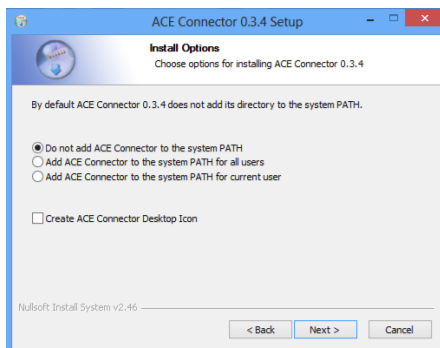 ACE Connector 0.3.4 Setup
Install Options
Choose options for installing ACE Connector 0.3.4
By default ACE Connector 0.3.4 does not add its directory to the system PATH.
Do not add ACE Connector to the system PATH
Add ACE Connector to the system PATH for all users
Add ACE Connector to the system PATH for current user
Create ACE Connector Desktop Icon
Nullsoft Install System v2.46
< Back
Next >
Cancel